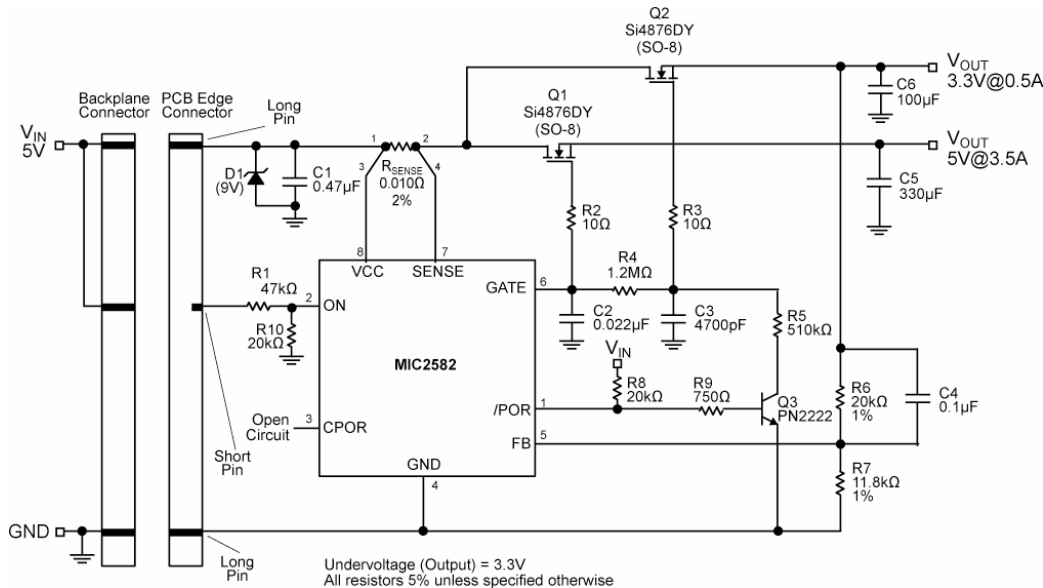 Q2
Si4876DY
(SO-8)
VOUT
3.3V@0.5A
C6
100µF
Backplane
Connector
PCB Edge
Connector
Long
Pin
Q1
Si4876DY
(SO-8)
VIN
5V
1
2
3
4
RSENSE
0.010Ω
2%
D1
(9V)
C1
0.47µF
VOUT
5V@3.5A
C5
330µF
R2
10Ω
R3
10Ω
8
7
VCC
SENSE
R1
47kΩ
2
ON
GATE
6
R4
1.2MΩ
R10
20kΩ
C2
0.022µF
C3
4700pF
R5
510kΩ
MIC2582
VIN
R8
20kΩ
R9
750Ω
/POR
1
Q3
PN2222
R6
20kΩ
1%
C4
0.1µF
Open
Circuit
3
CPOR
FB
5
Short
Pin
GND
4
R7
11.8kΩ
1%
GND
Long
Pin
Undervoltage (Output) = 3.3V
All resistors 5% unless specified otherwise